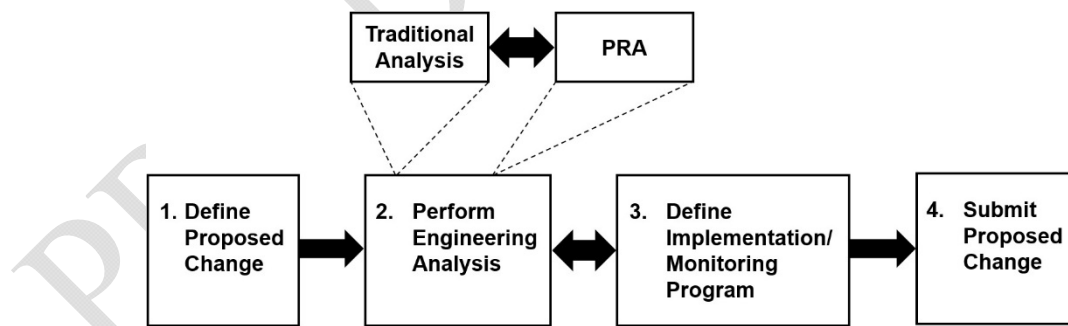 Traditional
Analysis
PRA
1. Define
Proposed
Change
2. Perform
Engineering
Analysis
3. Define
Implementation/
Monitoring
Program
4. Submit
Proposed
Change